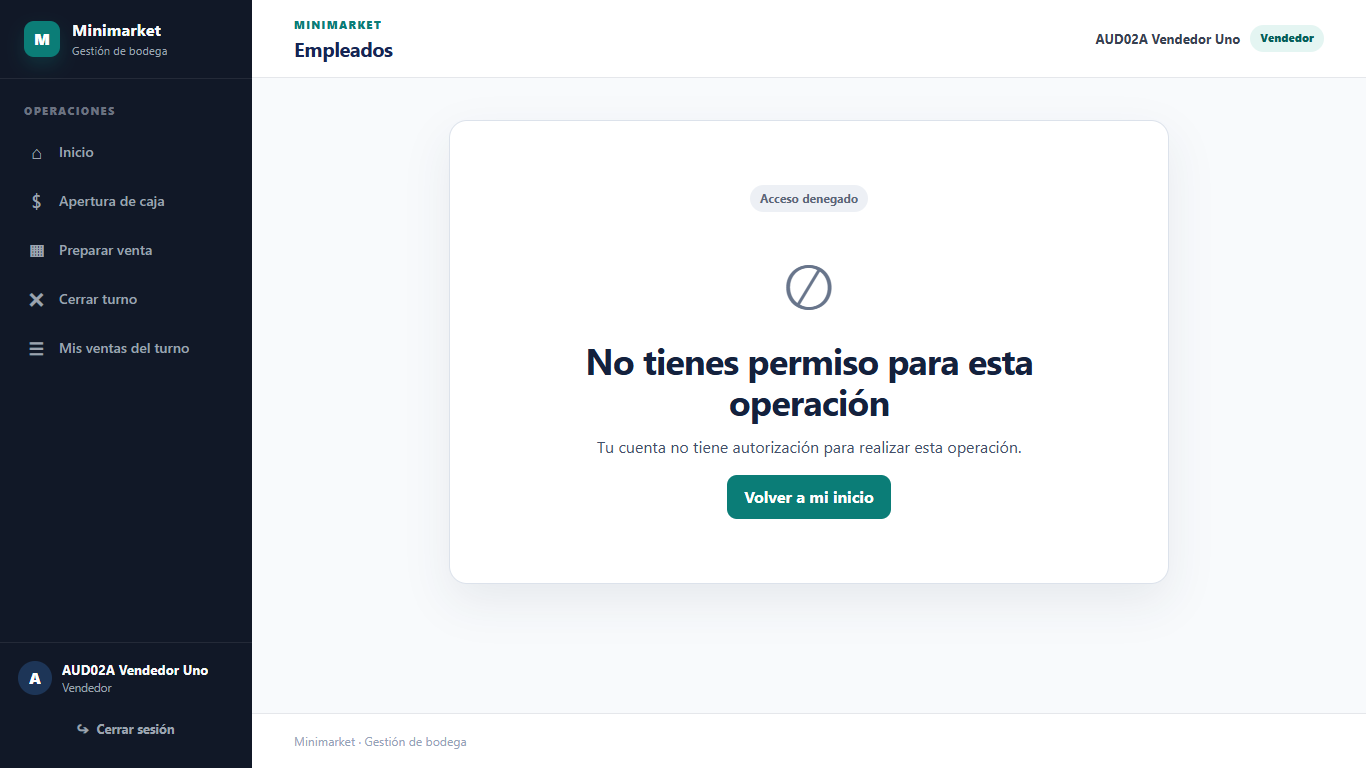 M
Minimarket
Gestión de bodega
OPERACIONES
⌂ Inicio
$ Apertura de caja
▦ Preparar venta
✕ Cerrar turno
☰ Mis ventas del turno
A
AUD02A Vendedor Uno
Vendedor
↪ Cerrar sesión
MINIMARKET
Empleados
AUD02A Vendedor Uno
Vendedor
Acceso denegado
No tienes permiso para esta
operación
Tu cuenta no tiene autorización para realizar esta operación.
Volver a mi inicio
Minimarket · Gestión de bodega